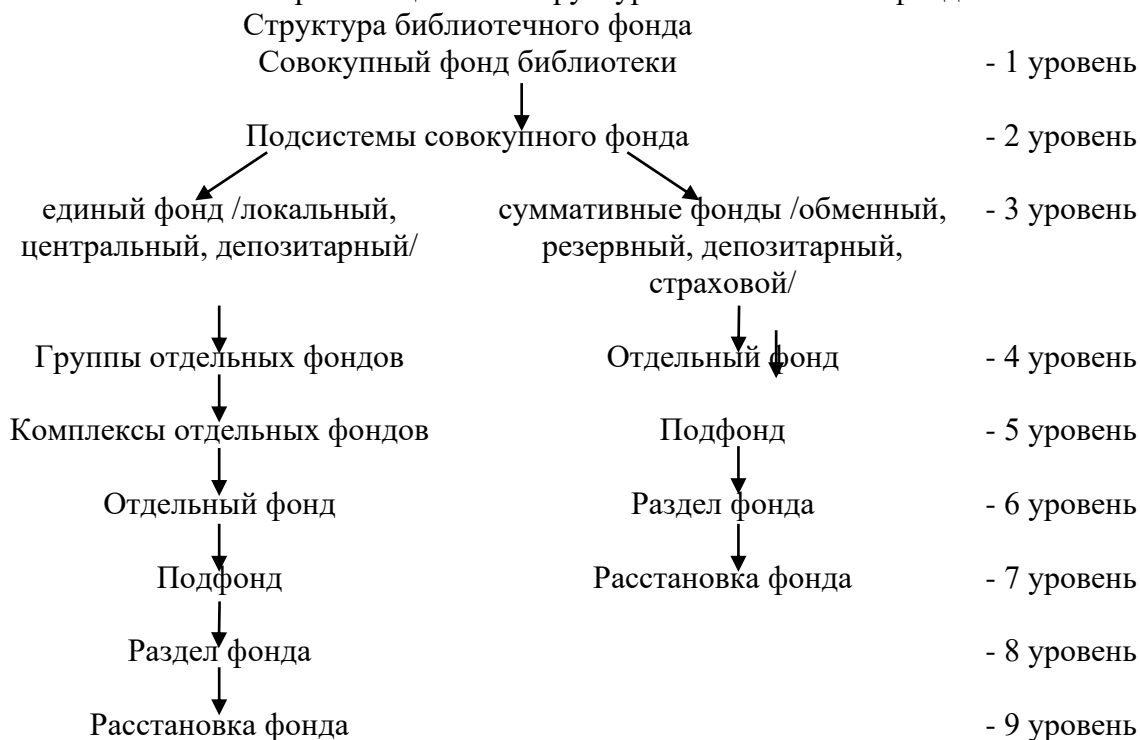 Структура библиотечного фонда
Совокупный фонд библиотеки - 1 уровень
Подсистемы совокупного фонда - 2 уровень
единый фонд /локальный, суммативные фонды /обменный, - 3 уровень
центральный, депозитарный/ резервный, депозитарный,
страховой/
Группы отдельных фондов Отдельный фонд - 4 уровень
Комплексы отдельных фондов Подфонд - 5 уровень
Отдельный фонд Раздел фонда - 6 уровень
Подфонд Расстановка фонда - 7 уровень
Раздел фонда - 8 уровень
Расстановка фонда - 9 уровень